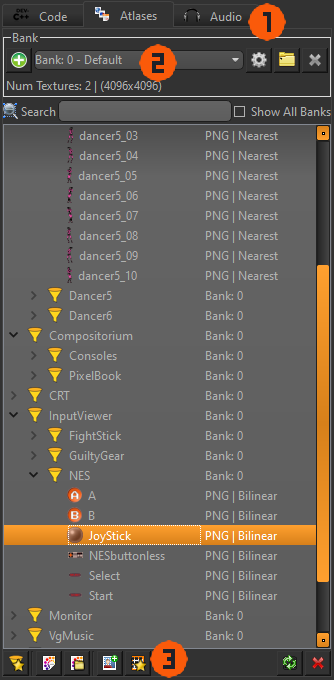 DEV C++ Code Atlases Audio 1
Bank
Bank: 0 - Default 2
Num Textures: 2 | (4096x4096)
Search Show All Banks
dancer5_03 PNG | Nearest
dancer5_04 PNG | Nearest
dancer5_05 PNG | Nearest
dancer5_06 PNG | Nearest
dancer5_07 PNG | Nearest
dancer5_08 PNG | Nearest
dancer5_09 PNG | Nearest
dancer5_10 PNG | Nearest
Dancer5 Bank: 0
Dancer6 Bank: 0
Compositorium Bank: 0
Consoles Bank: 0
PixelBook Bank: 0
CRT Bank: 0
InputViewer Bank: 0
FightStick Bank: 0
GuiltyGear Bank: 0
NES Bank: 0
A A PNG | Bilinear
B B PNG | Bilinear
JoyStick PNG | Bilinear
NESbuttonless PNG | Bilinear
Select PNG | Bilinear
Start PNG | Bilinear
Monitor Bank: 0
VgMusic Bank: 0
3